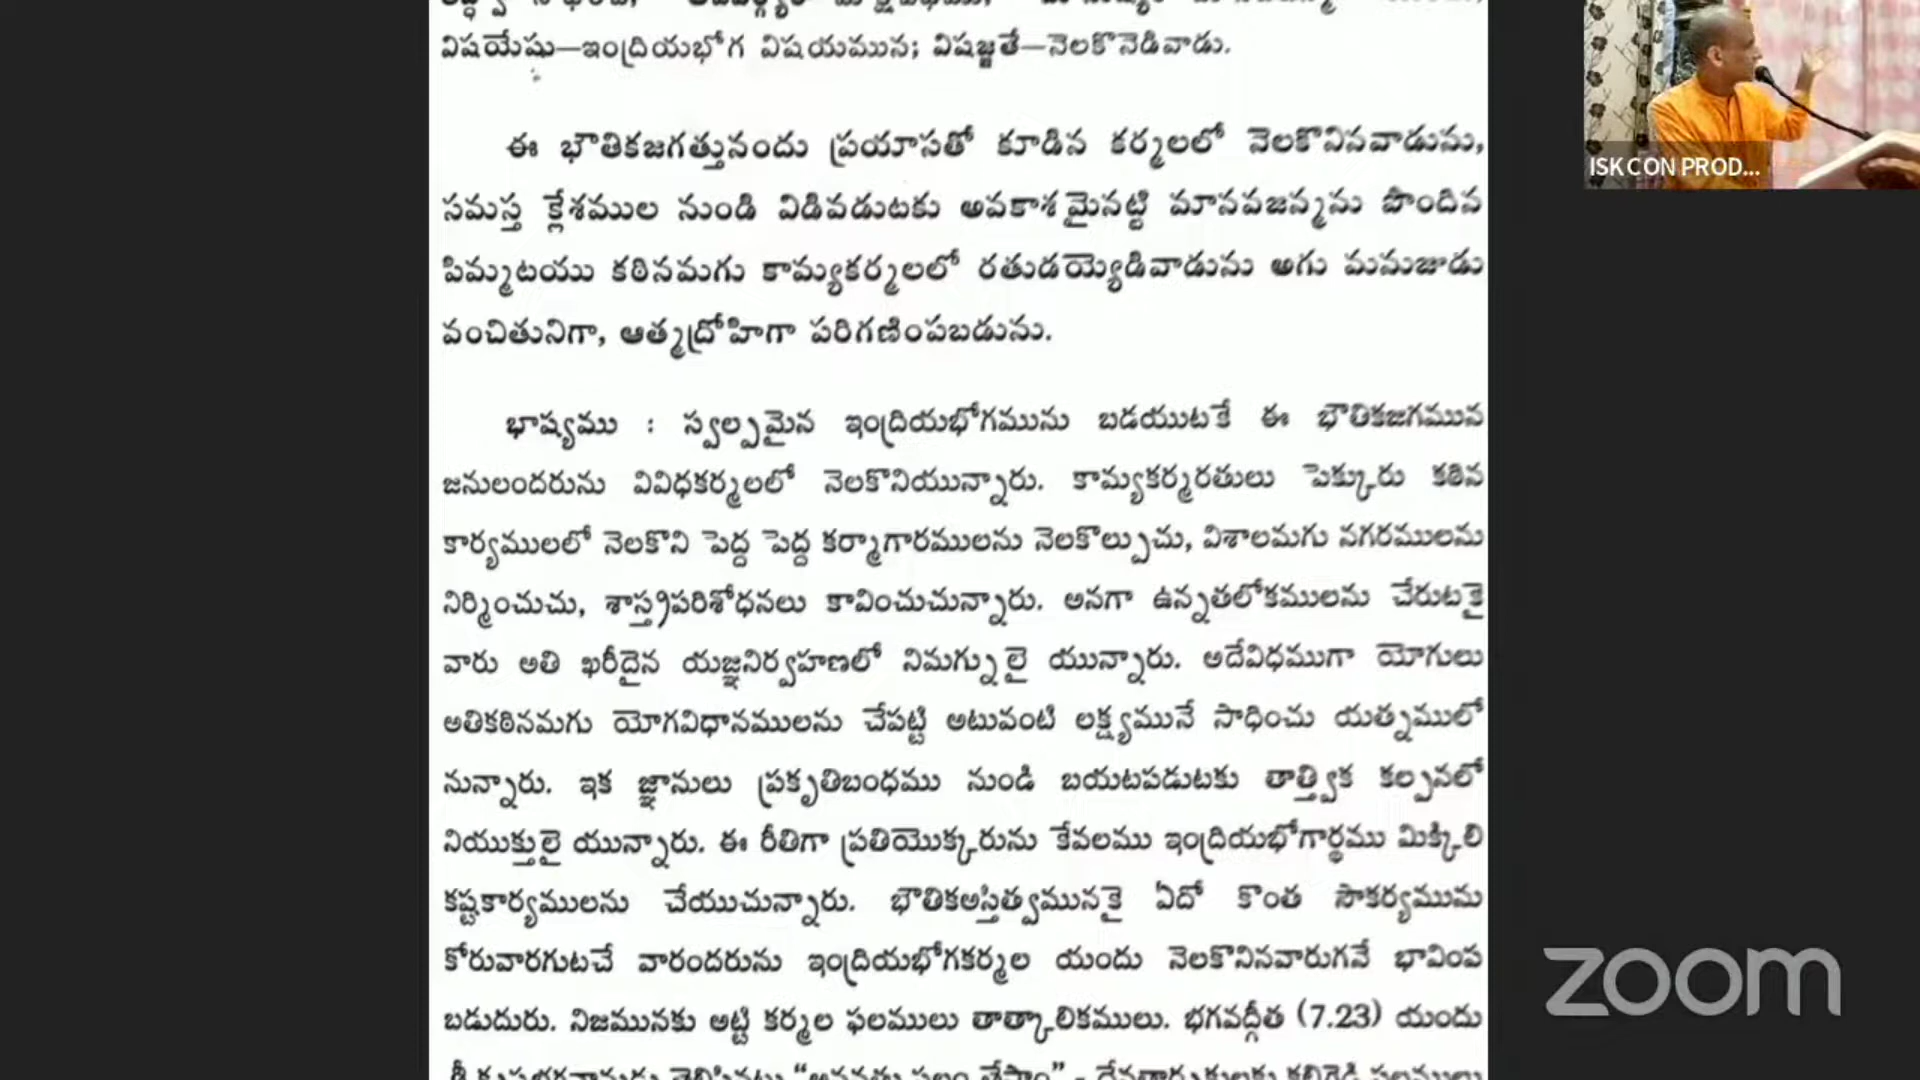 విషయేషు—ఇంద్రియభోగ విషయమున; విషజ్జతే—నెలకొనెడివాడు.
ఈ భౌతికజగత్తునందు ప్రయాసతో కూడిన కర్మలలో నెలకొనినవాడును,
సమస్త క్లేశముల నుండి విడివడుటకు అవకాశమైనట్టి మానవజన్మను పొందిన
పిమ్మటయు కఠినమగు కామ్యకర్మలలో రతుడయ్యెడివాడును అగు మనుజుడు
వంచితునిగా, ఆత్మద్రోహిగా పరిగణింపబడును.
భాష్యము : స్వల్పమైన ఇంద్రియభోగమును బడయుటకే ఈ భౌతికజగమున
జనులందరును వివిధకర్మలలో నెలకొనియున్నారు. కామ్యకర్మరతులు పెక్కురు కఠిన
కార్యములలో నెలకొని పెద్ద పెద్ద కర్మాగారములను నెలకొల్పుచు, విశాలమగు నగరములను
నిర్మించుచు, శాస్త్రపరిశోధనలు కావించుచున్నారు. అనగా ఉన్నతలోకములను చేరుటకై
వారు అతి ఖరీదైన యజ్ఞనిర్వహణలో నిమగ్నులై యున్నారు. అదేవిధముగా యోగులు
అతికఠినమగు యోగవిధానములను చేపట్టి అటువంటి లక్ష్యమునే సాధించు యత్నములో
నున్నారు. ఇక జ్ఞానులు ప్రకృతిబంధము నుండి బయటపడుటకు తాత్త్విక కల్పనలో
నియుక్తులై యున్నారు. ఈ రీతిగా ప్రతియొక్కరును కేవలము ఇంద్రియభోగార్థము మిక్కిలి
కష్టకార్యములను చేయుచున్నారు. భౌతికఅస్తిత్వమునకై ఏదో కొంత సౌకర్యమును
కోరువారగుటచే వారందరును ఇంద్రియభోగకర్మల యందు నెలకొనినవారుగనే భావింప
బడుదురు. నిజమునకు అట్టి కర్మల ఫలములు తాత్కాలికములు. భగవద్గీత (7.23) యందు
ISKCON PROD...
zoom